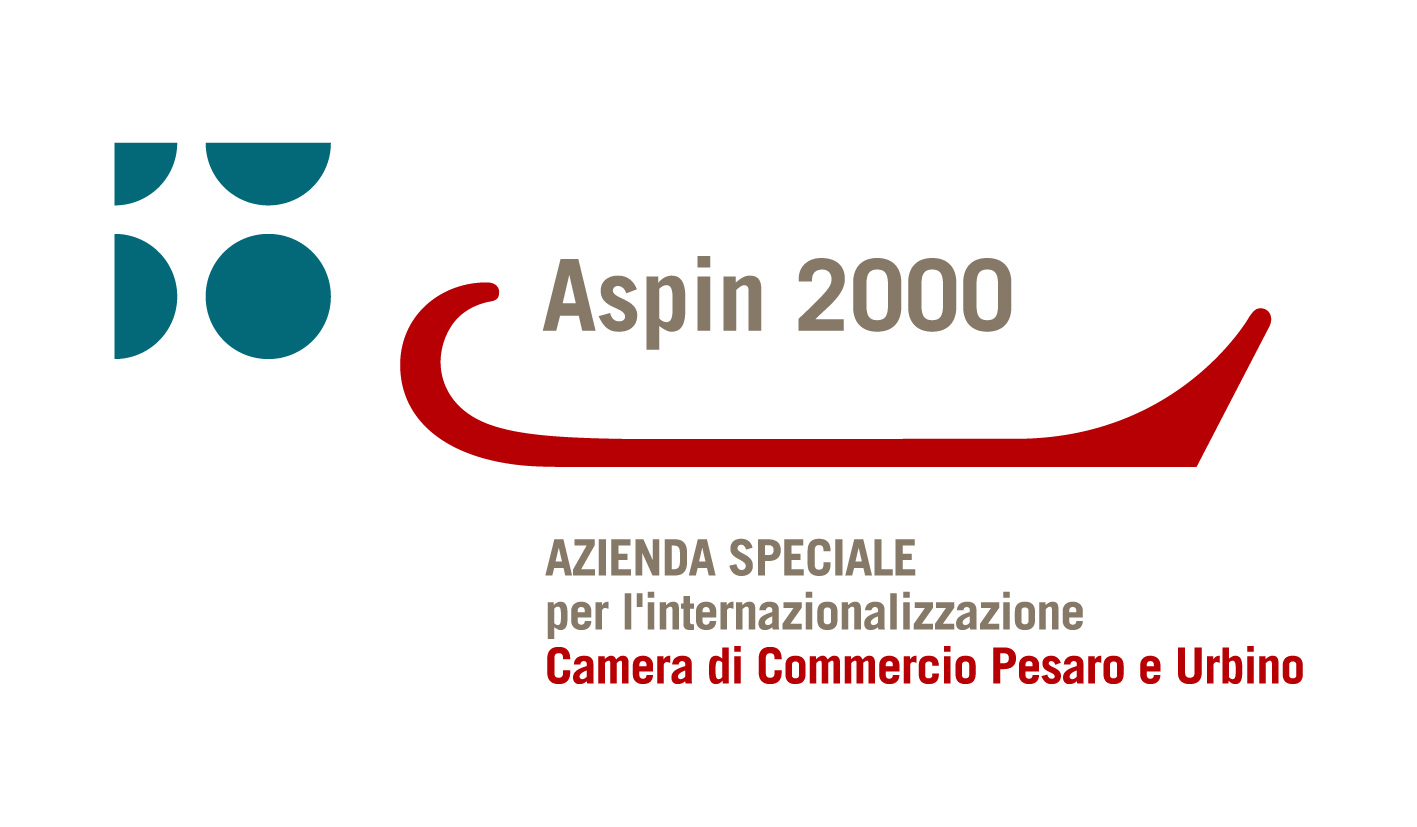 Aspin 2000
AZIENDA SPECIALE
per l'internazionalizzazione
Camera di Commercio Pesaro e Urbino